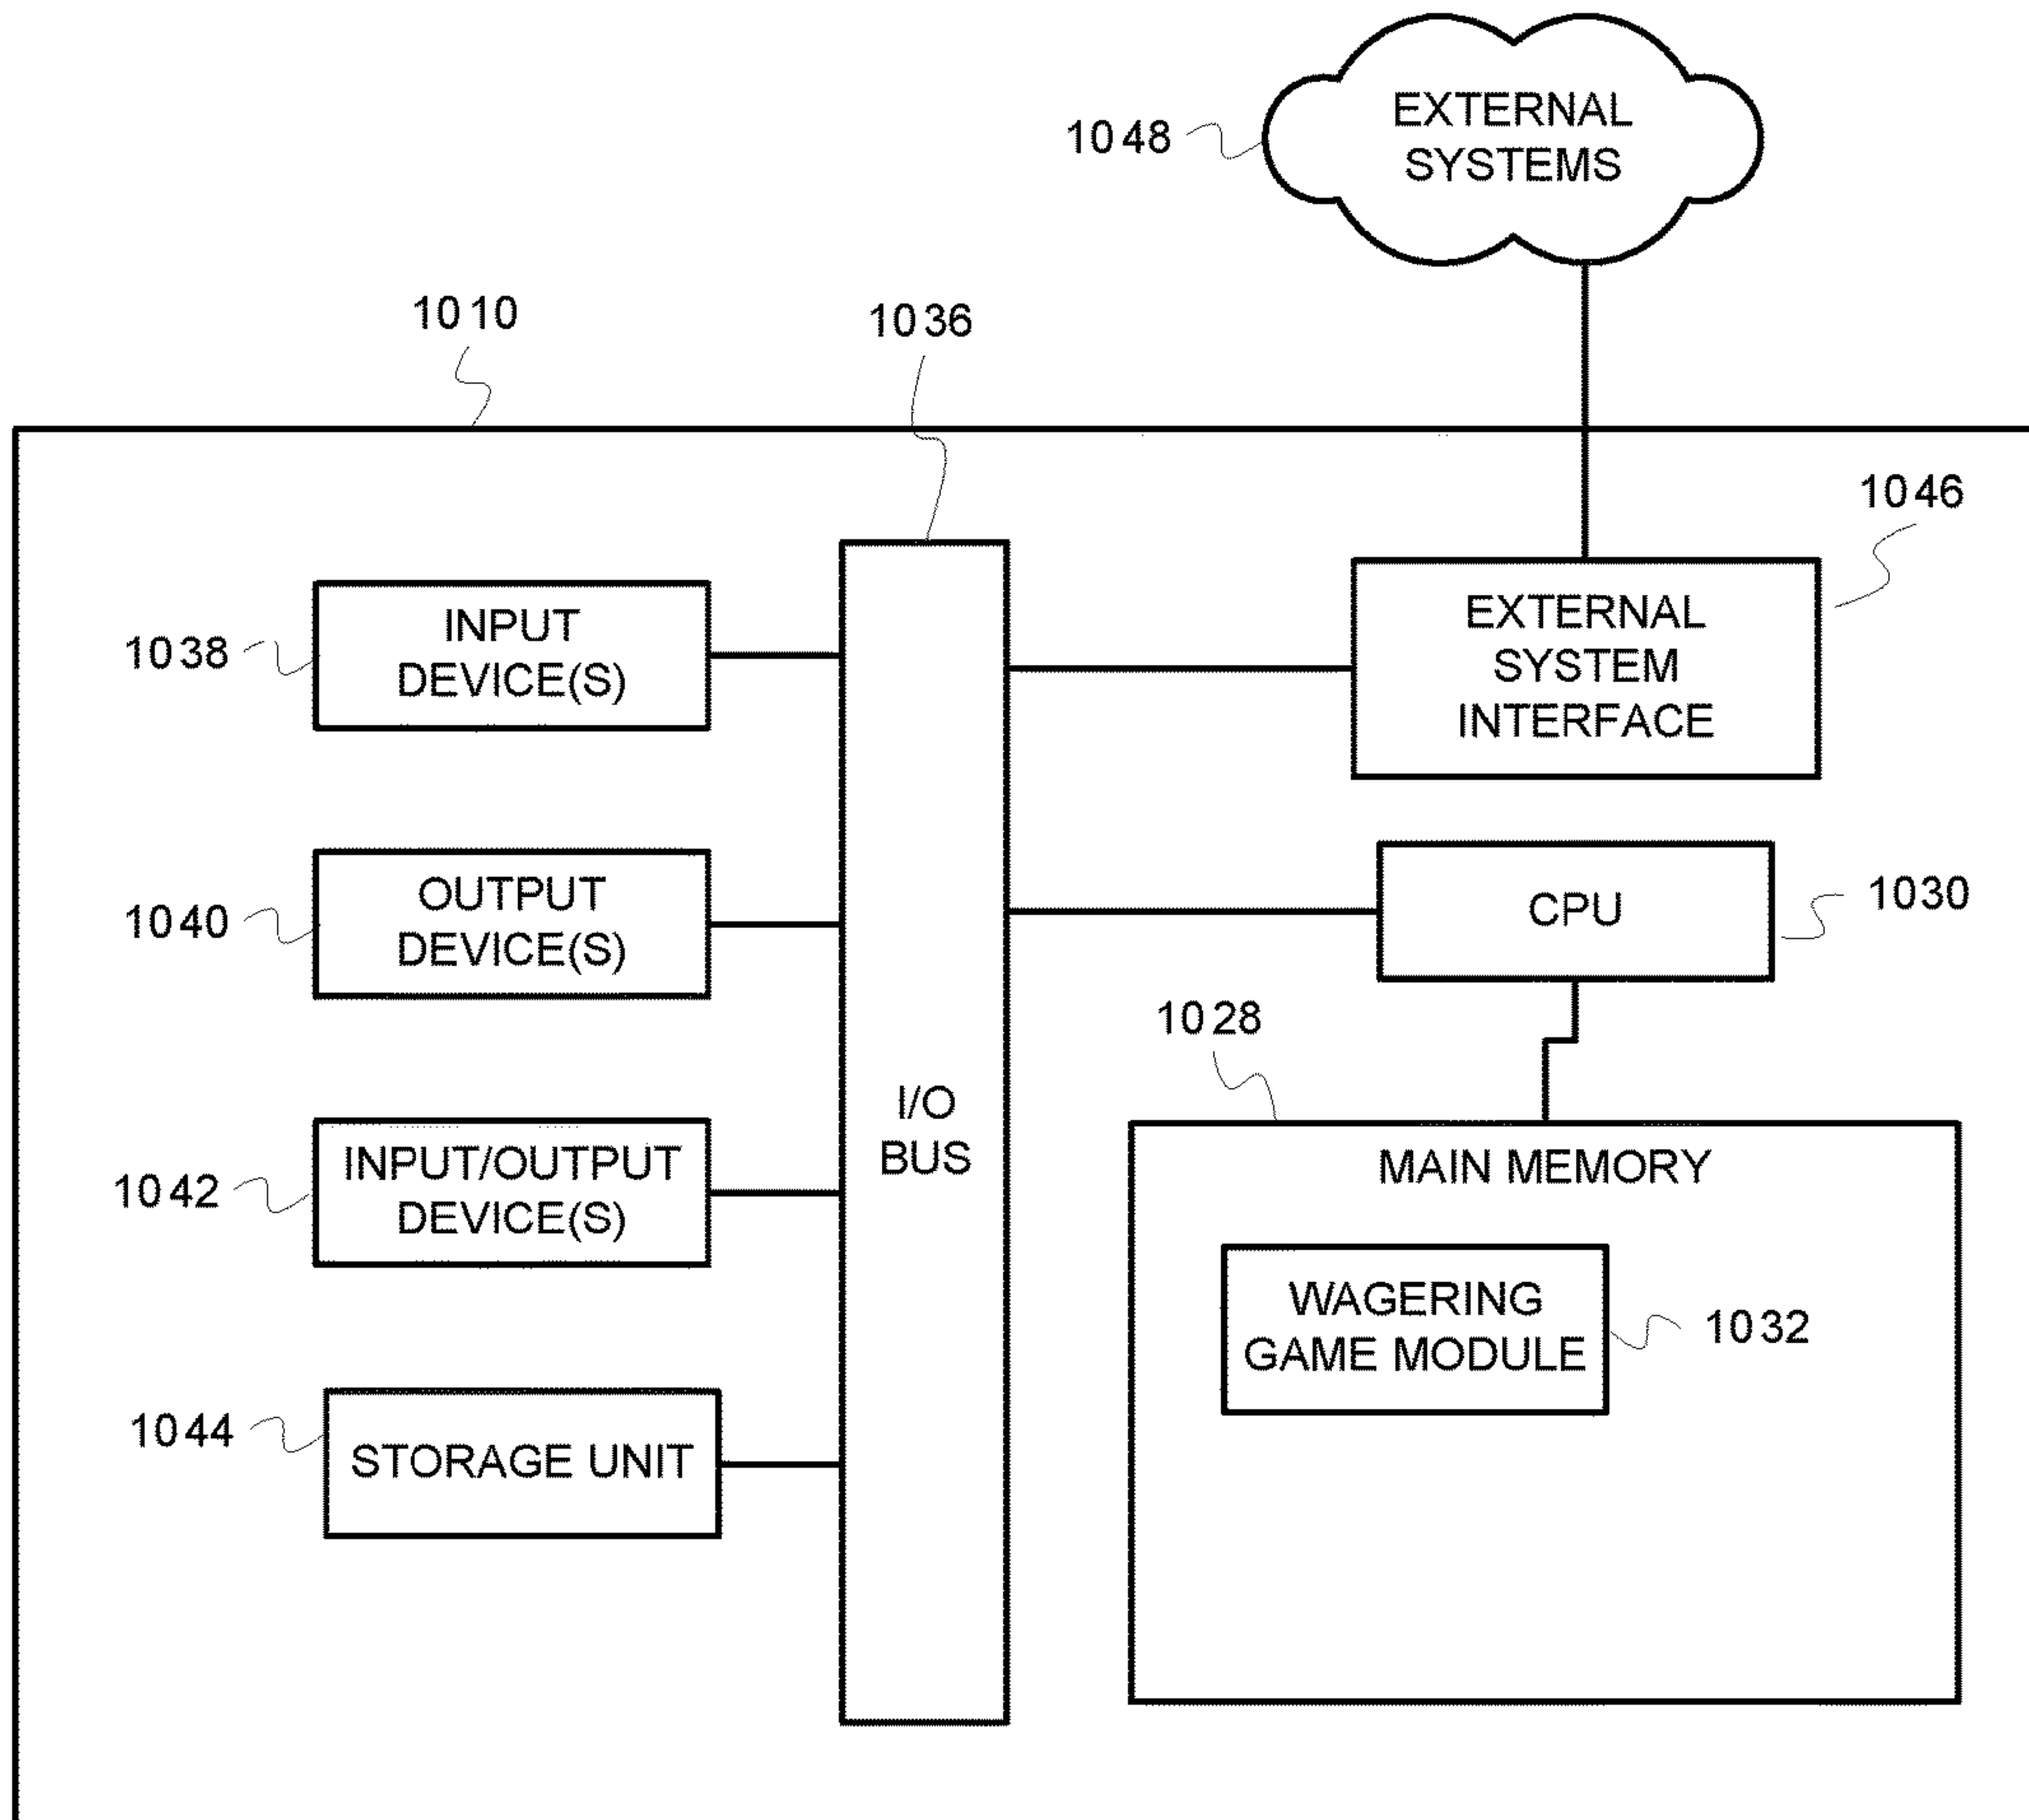 EXTERNAL
SYSTEMS
1048
1010
1036
1046
EXTERNAL
SYSTEM
INTERFACE
INPUT
DEVICE(S)
1038
CPU
1030
OUTPUT
DEVICE(S)
1040
1028
I/O
BUS
MAIN MEMORY
INPUT/OUTPUT
DEVICE(S)
1042
WAGERING
GAME MODULE
1032
1044
STORAGE UNIT